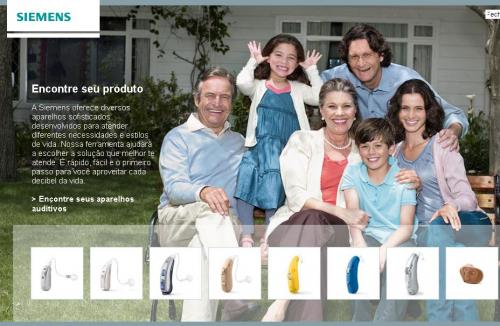 SIEMENS
Fech
Encontre seu produto
A Siemens oferece diversos
aparelhos sofisticados,
desenvolvidos para atender
diferentes necessidades e estilos
de vida. Nossa ferramenta ajudará
a escolher a solução que melhor te
atende. É rápido, fácil e o primeiro
passo para você aproveitar cada
decibel da vida.
> Encontre seus aparelhos
auditivos